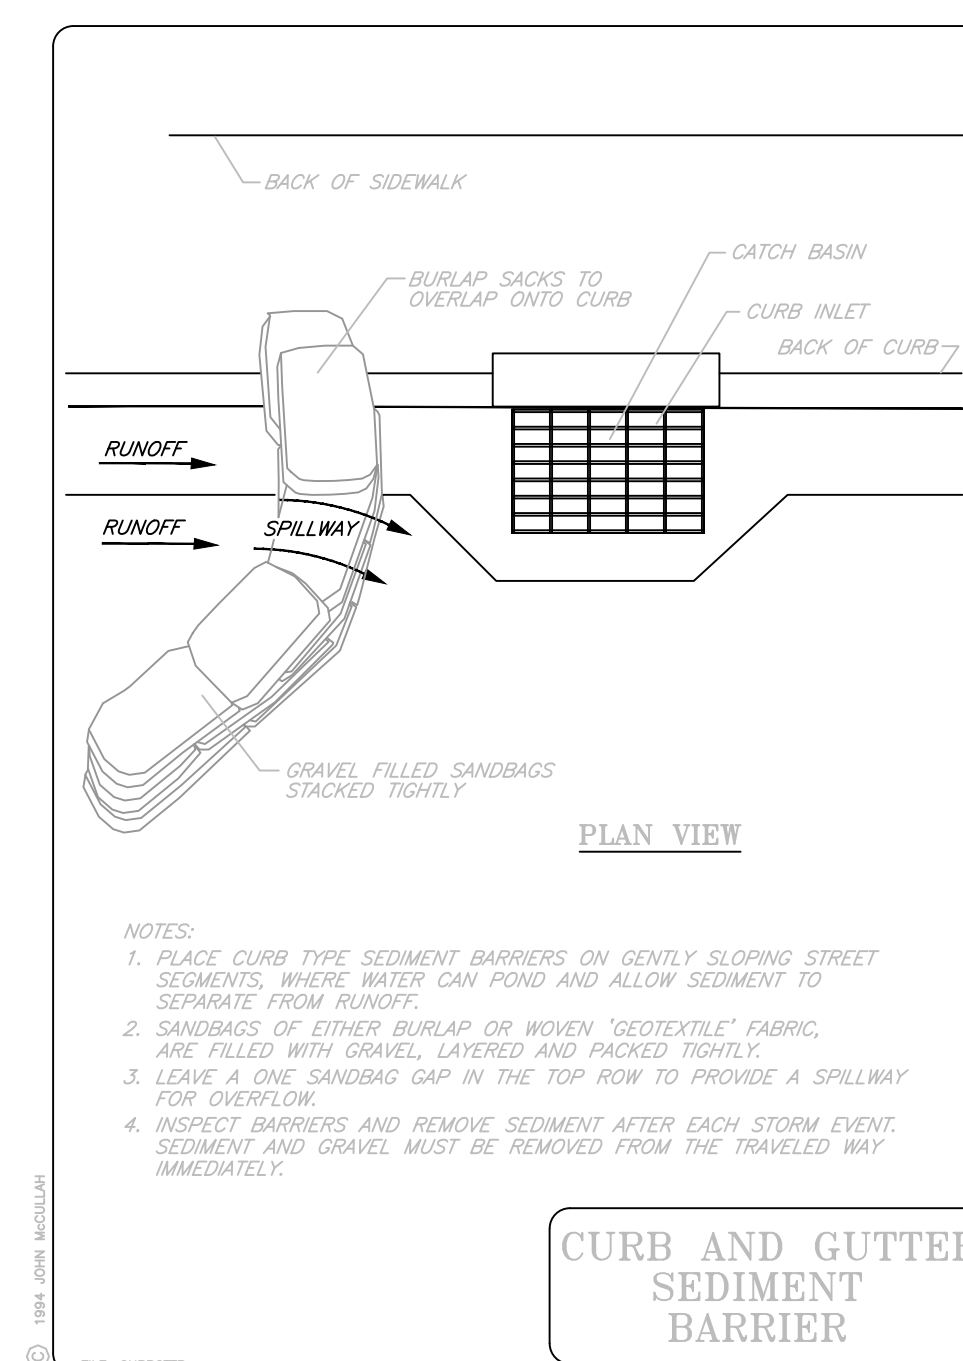 BACK OF SIDEWALK
CATCH BASIN
BURLAP SACKS TO
OVERLAP ONTO CURB
CURB INLET
BACK OF CURB
RUNOFF
RUNOFF
SPILLWAY
GRAVEL FILLED SANDBAGS
STACKED TIGHTLY
PLAN VIEW
NOTES:
1. PLACE CURB TYPE SEDIMENT BARRIERS ON GENTLY SLOPING STREET
SEGMENTS, WHERE WATER CAN POND AND ALLOW SEDIMENT TO
SEPARATE FROM RUNOFF.
2. SANDBAGS OF EITHER BURLAP OR WOVEN 'GEOTEXTILE' FABRIC,
ARE FILLED WITH GRAVEL, LAYERED AND PACKED TIGHTLY.
3. LEAVE A ONE SANDBAG GAP IN THE TOP ROW TO PROVIDE A SPILLWAY
FOR OVERFLOW.
4. INSPECT BARRIERS AND REMOVE SEDIMENT AFTER EACH STORM EVENT.
SEDIMENT AND GRAVEL MUST BE REMOVED FROM THE TRAVELED WAY
IMMEDIATELY.
© 1994 JOHN McCULLAH
CURB AND GUTTER
SEDIMENT
BARRIER